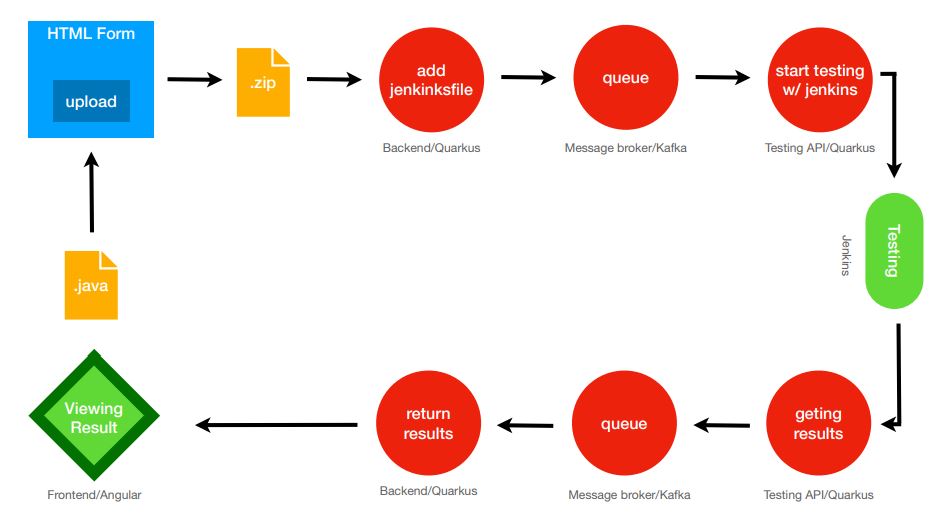 HTML Form
upload
.zip
add
jenkinksfile
Backend/Quarkus
queue
Message broker/Kafka
start testing
w/ jenkins
Testing API/Quarkus
Testing
Jenkins
.java
Viewing
Result
Frontend/Angular
return
results
Backend/Quarkus
queue
Message broker/Kafka
geting
results
Testing API/Quarkus